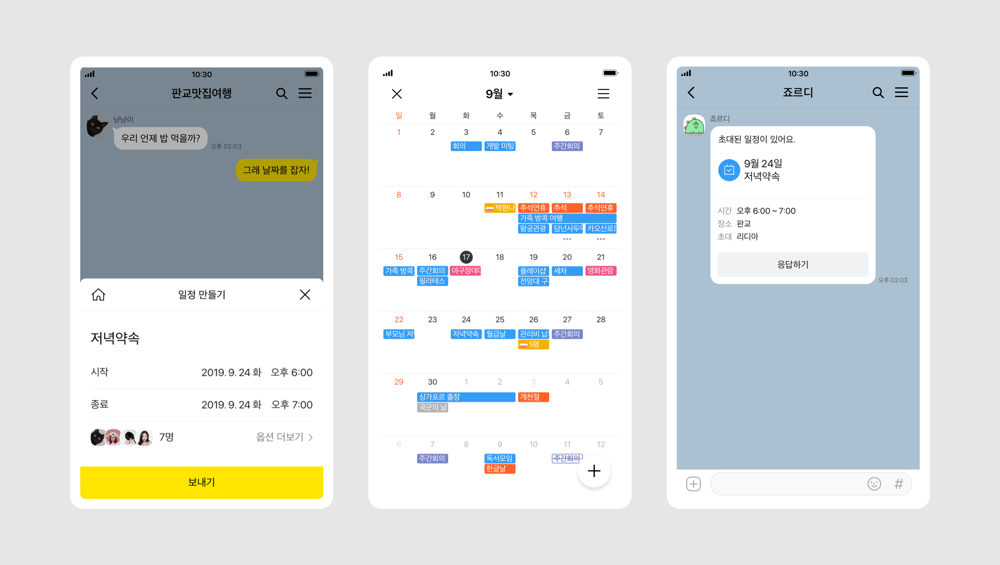 10:30
판교맛집여행
냥냥이
우리 언제 밥 먹을까?
오후 02:03
그래 날짜를 잡자!
일정 만들기
저녁약속
시작 2019. 9. 24 화 오후 6:00
종료 2019. 9. 24 화 오후 7:00
7명 옵션 더보기
보내기
10:30
9월
일 월 화 수 목 금 토
1 2 3 4 5 6 7
회의 개발 미팅 주간회의
8 9 10 11 12 13 14
박현나 추석연휴 추석 추석연휴
가족 방콕 여행
왕궁관광 담넌사두 카오산로
15 16 17 18 19 20 21
가족 방콕 주간회의 야구장데이 플레이샵 세차 영화관람
필라테스 전망대 구
22 23 24 25 26 27 28
부모님 저녁 저녁약속 월급날 관리비 납 주간회의
5명
29 30 1 2 3 4 5
싱가포르 출장 개천절
국군의 날
6 7 8 9 10 11 12
주간회의 독서모임 주간회의
한글날
10:30
죠르디
죠르디
초대된 일정이 있어요.
9월 24일
저녁약속
시간 오후 6:00 ~ 7:00
장소 판교
초대 리디아
응답하기
오후 02:03
#